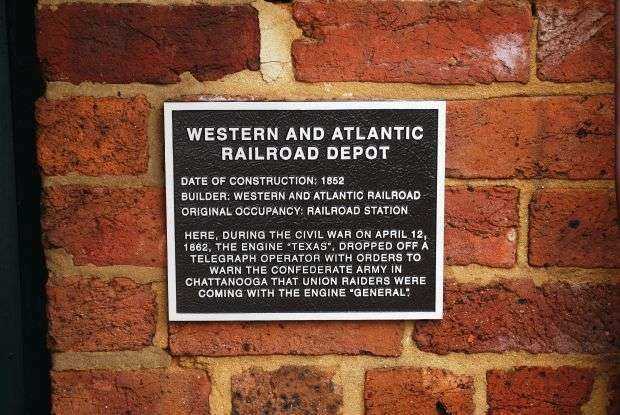 WESTERN AND ATLANTIC
RAILROAD DEPOT
DATE OF CONSTRUCTION: 1852
BUILDER: WESTERN AND ATLANTIC RAILROAD
ORIGINAL OCCUPANCY: RAILROAD STATION
HERE, DURING THE CIVIL WAR ON APRIL 12,
1862, THE ENGINE "TEXAS", DROPPED OFF A
TELEGRAPH OPERATOR WITH ORDERS TO
WARN THE CONFEDERATE ARMY IN
CHATTANOOGA THAT UNION RAIDERS WERE
COMING WITH THE ENGINE "GENERAL".